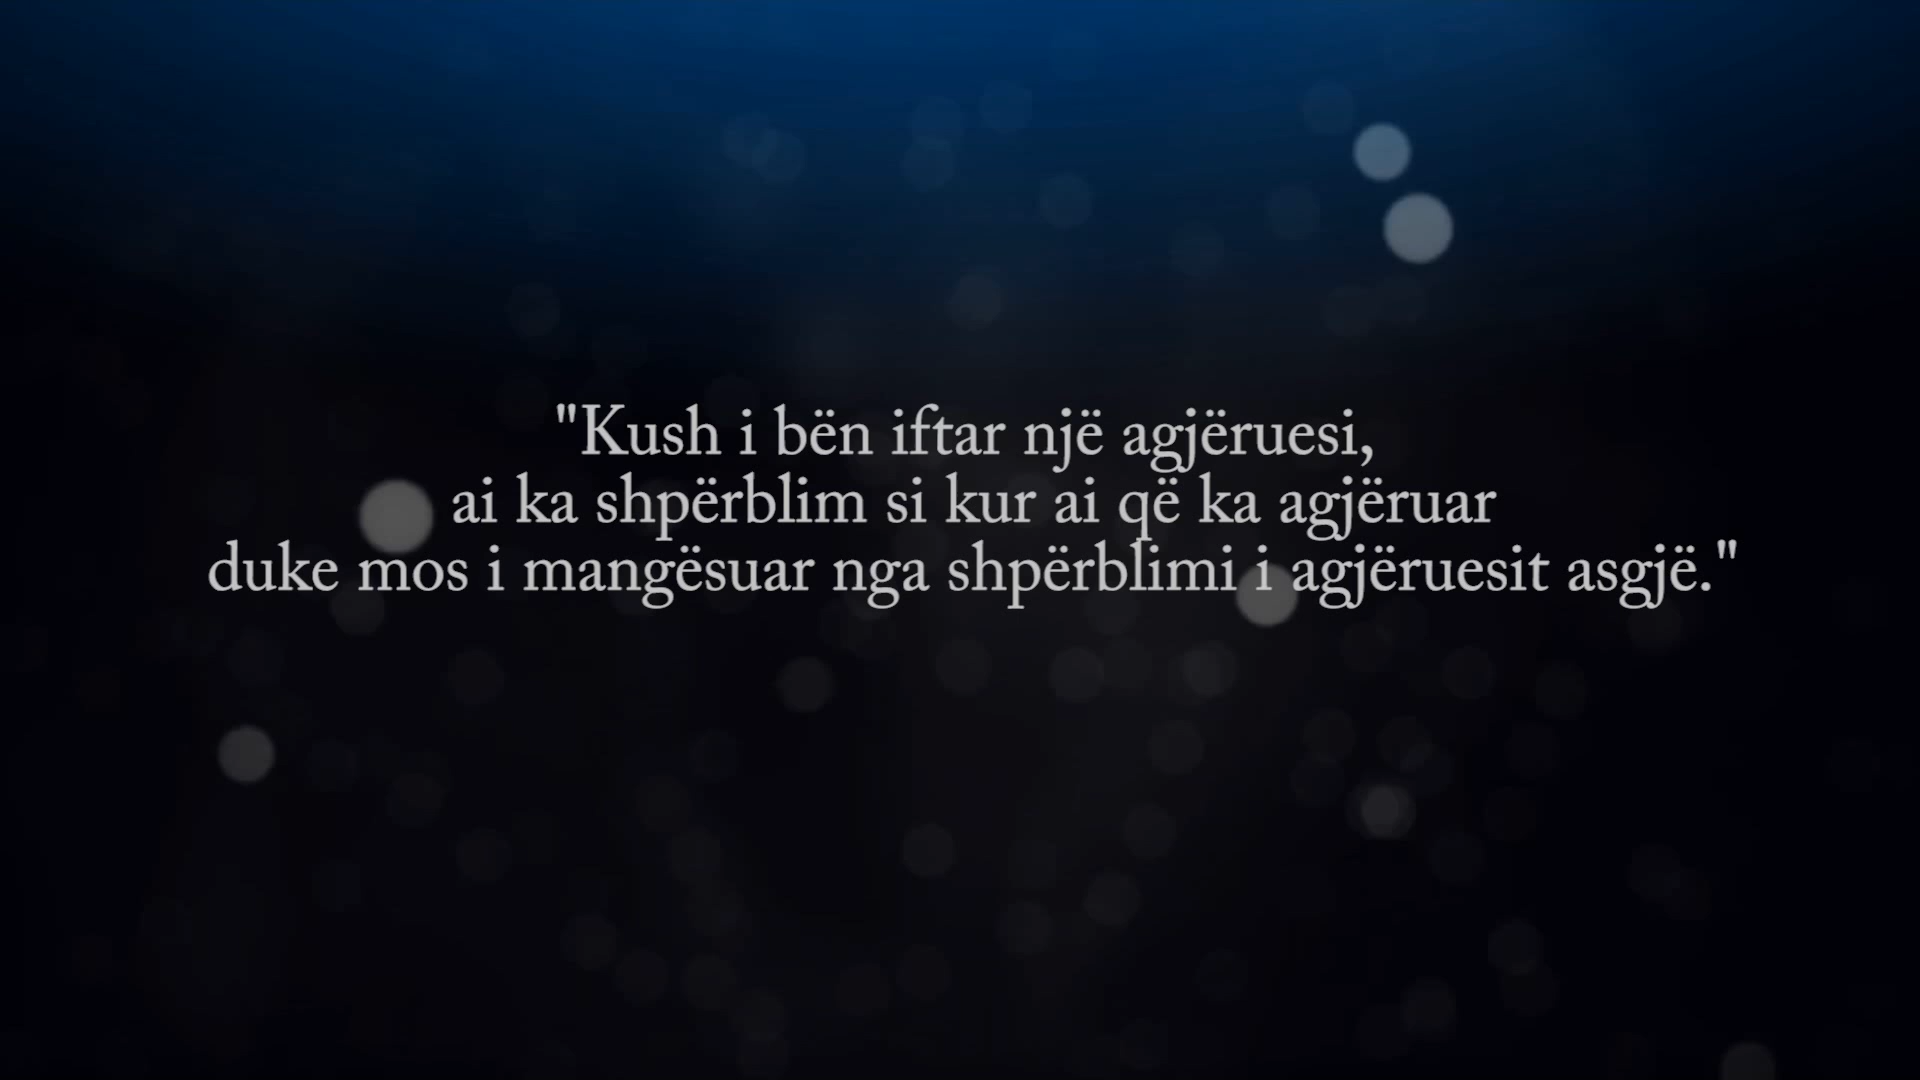 "Kush i bën iftar një agjëruesi,
ai ka shpërblim si kur ai që ka agjëruar
duke mos i mangësuar nga shpërblimi i agjëruesit asgjë."